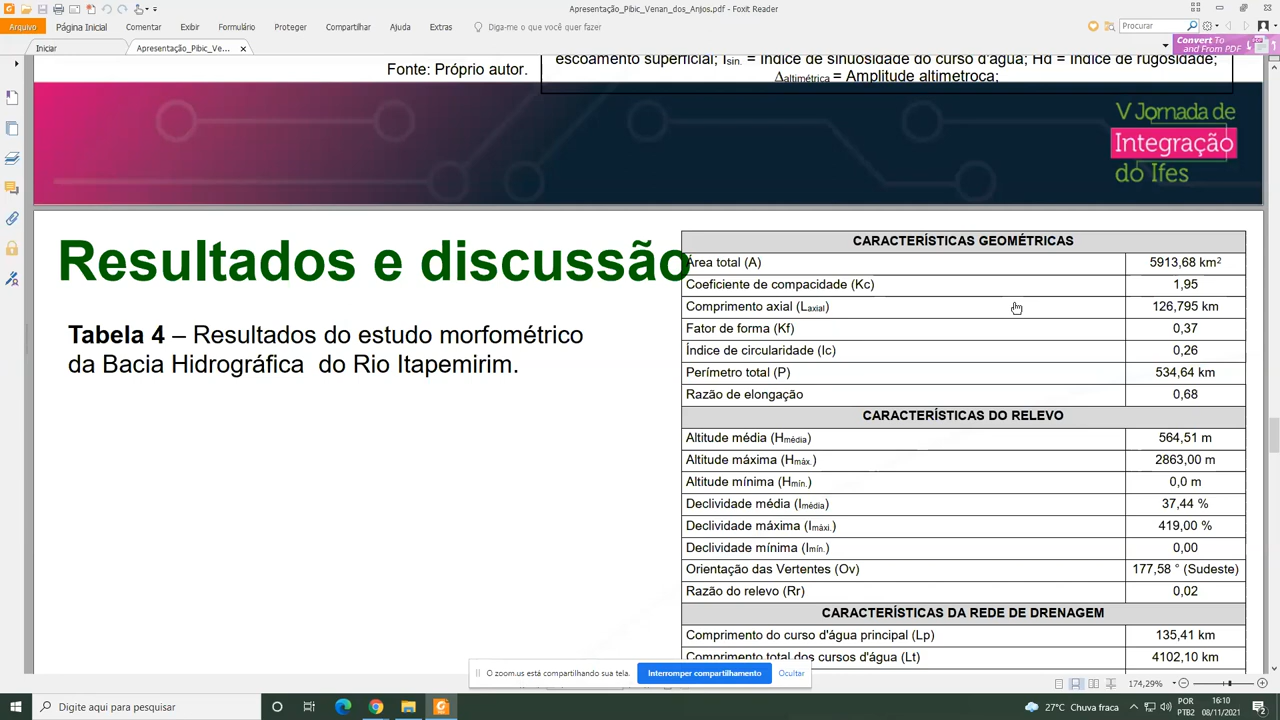 Apresentação_Pibic_Venan_dos_Anjos.pdf - Foxit Reader
Arquivo Página Inicial Comentar Exibir Formulário Proteger Compartilhar Ajuda Extras Diga-me o que você quer fazer Procurar
Iniciar Apresentação_Pibic_Ve... Convert To
and From PDF
escoamento superficial; Isin. = Índice de sinuosidade do curso d'água; Hd = Índice de rugosidade;
Fonte: Próprio autor.
Δaltimétrica = Amplitude altimetroca;
V Jornada de
Integração
do Ifes
Resultados e discussão
Tabela 4 – Resultados do estudo morfométrico
da Bacia Hidrográfica do Rio Itapemirim.
CARACTERÍSTICAS GEOMÉTRICAS
Área total (A) 5913,68 km²
Coeficiente de compacidade (Kc) 1,95
Comprimento axial (Laxial) 126,795 km
Fator de forma (Kf) 0,37
Índice de circularidade (Ic) 0,26
Perímetro total (P) 534,64 km
Razão de elongação 0,68
CARACTERÍSTICAS DO RELEVO
Altitude média (Hmédia) 564,51 m
Altitude máxima (Hmáx.) 2863,00 m
Altitude mínima (Hmín.) 0,0 m
Declividade média (Imédia) 37,44 %
Declividade máxima (Imáxi.) 419,00 %
Declividade mínima (Imín.) 0,00
Orientação das Vertentes (Ov) 177,58 ° (Sudeste)
Razão do relevo (Rr) 0,02
CARACTERÍSTICAS DA REDE DE DRENAGEM
Comprimento do curso d'água principal (Lp) 135,41 km
Comprimento total dos cursos d'água (Lt) 4102,10 km
O zoom.us está compartilhando sua tela. Interromper compartilhamento Ocultar
174,29%
Digite aqui para pesquisar
27°C Chuva fraca
POR
PTB2
16:10
08/11/2021
2